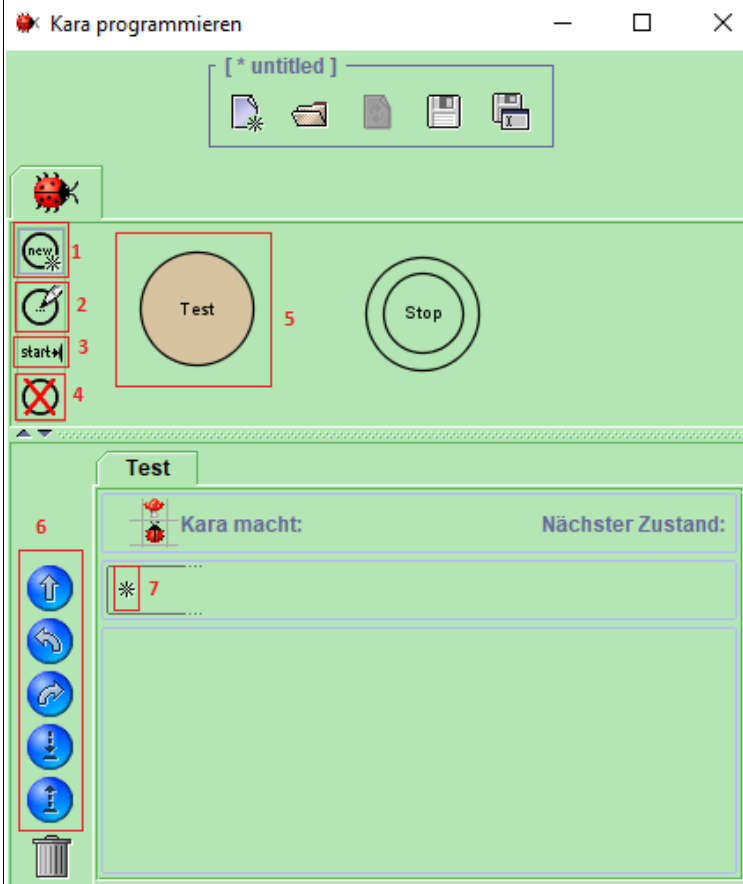 Kara programmieren
[ * untitled ]
new 1
2
Test 5 Stop
start 3
4
Test
6 Kara macht: Nächster Zustand:
7